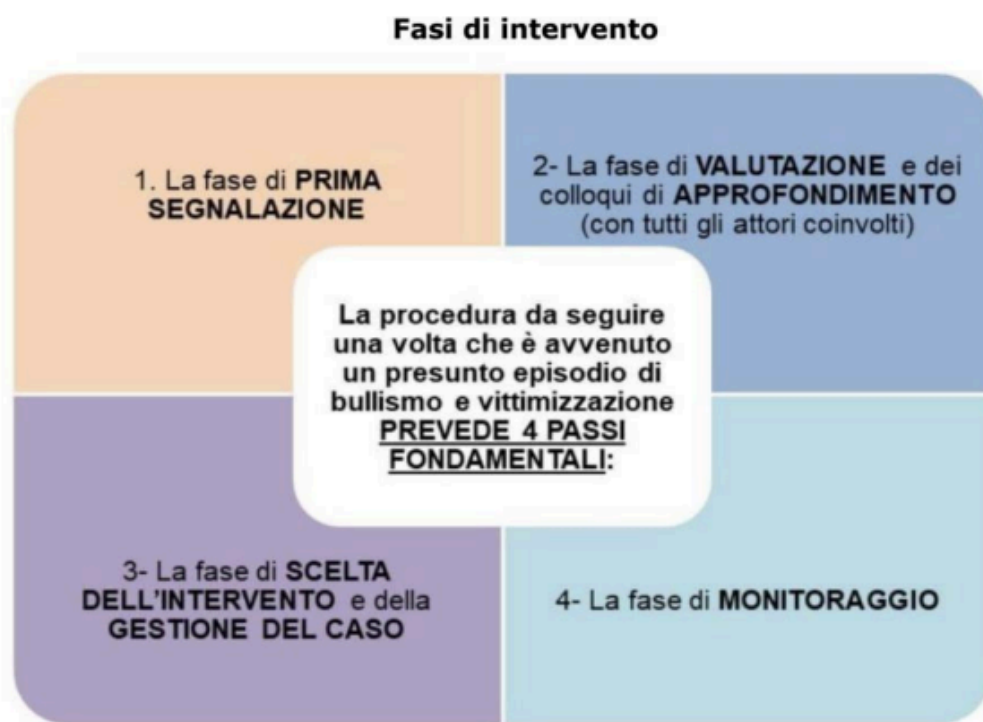 Fasi di intervento
1. La fase di PRIMA
SEGNALAZIONE
2- La fase di VALUTAZIONE e dei
colloqui di APPROFONDIMENTO
(con tutti gli attori coinvolti)
La procedura da seguire
una volta che è avvenuto
un presunto episodio di
bullismo e vittimizzazione
PREVEDE 4 PASSI
FONDAMENTALI:
3- La fase di SCELTA
DELL'INTERVENTO e della
GESTIONE DEL CASO
4- La fase di MONITORAGGIO